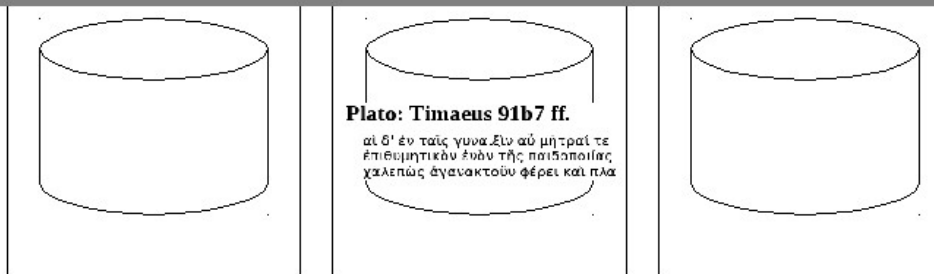 Plato: Timaeus 91b7 ff.
αἱ δ' ἐν ταῖς γυναιξὶν αὖ μῆτραί τε
ἐπιθυμητικὸν ἐνὸν τῆς παιδοποιίας
χαλεπῶς ἀγανακτοῦν φέρει καὶ πλα